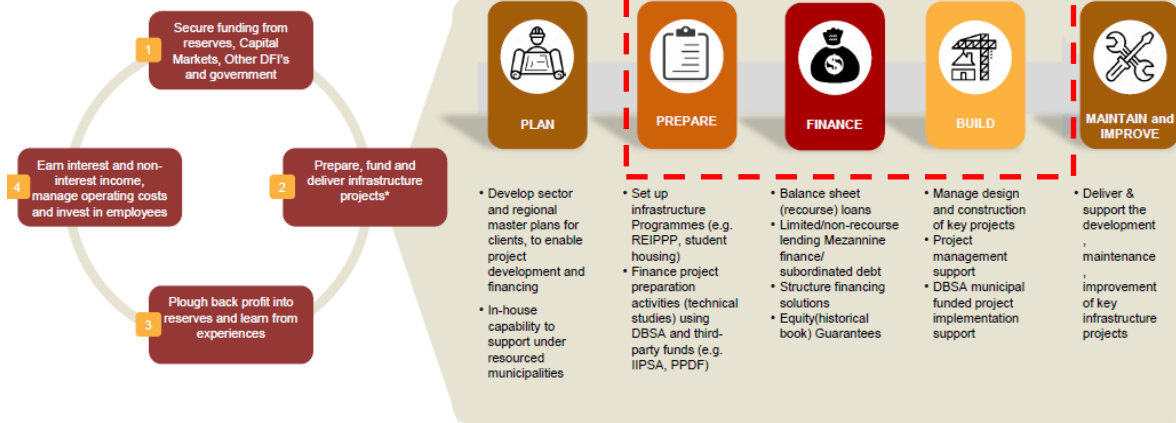 1
Secure funding from
reserves, Capital
Markets, Other DFI's
and government
4
Earn interest and non-
interest income,
manage operating costs
and invest in employees
2
Prepare, fund and
deliver infrastructure
projects*
3
Plough back profit into
reserves and learn from
experiences
PLAN
PREPARE
$
FINANCE
BUILD
MAINTAIN and
IMPROVE
• Develop sector
and regional
master plans for
clients, to enable
project
development and
financing
• In-house
capability to
support under
resourced
municipalities
• Set up
infrastructure
Programmes (e.g.
REIPPP, student
housing)
• Finance project
preparation
activities (technical
studies) using
DBSA and third-
party funds (e.g.
IIPSA, PPDF)
• Balance sheet
(recourse) loans
• Limited/non-recourse
lending Mezannine
finance/
subordinated debt
• Structure financing
solutions
• Equity(historical
book) Guarantees
• Manage design
and construction
of key projects
• Project
management
support
• DBSA municipal
funded project
implementation
support
• Deliver &
support the
development
,
maintenance
,
improvement
of key
infrastructure
projects